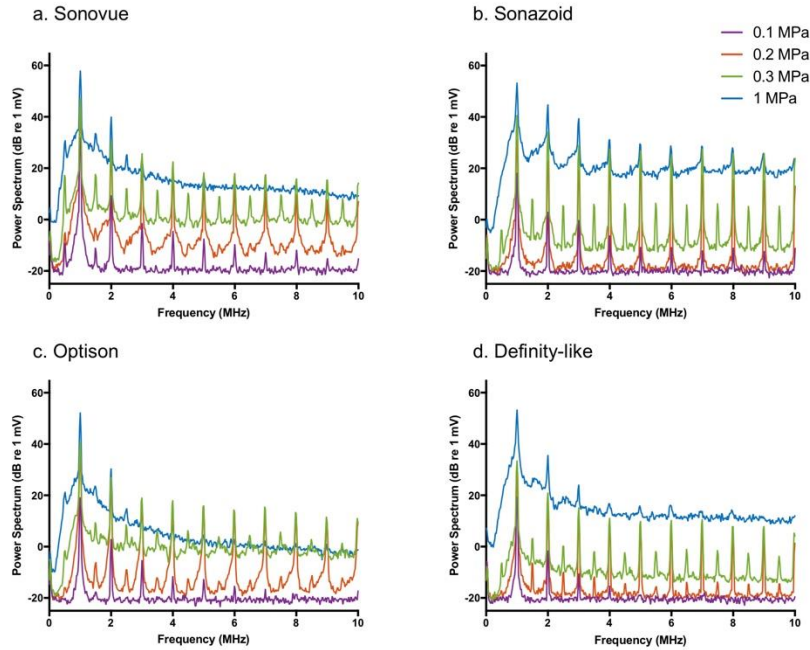 a. Sonovue
b. Sonazoid
0.1 MPa
0.2 MPa
0.3 MPa
1 MPa
Power Spectrum (dB re 1 mV)
60
40
20
0
-20
0 2 4 6 8 10
Frequency (MHz)
Power Spectrum (dB re 1 mV)
60
40
20
0
-20
0 2 4 6 8 10
Frequency (MHz)
c. Optison
d. Definity-like
Power Spectrum (dB re 1 mV)
60
40
20
0
-20
0 2 4 6 8 10
Frequency (MHz)
Power Spectrum (dB re 1 mV)
60
40
20
0
-20
0 2 4 6 8 10
Frequency (MHz)